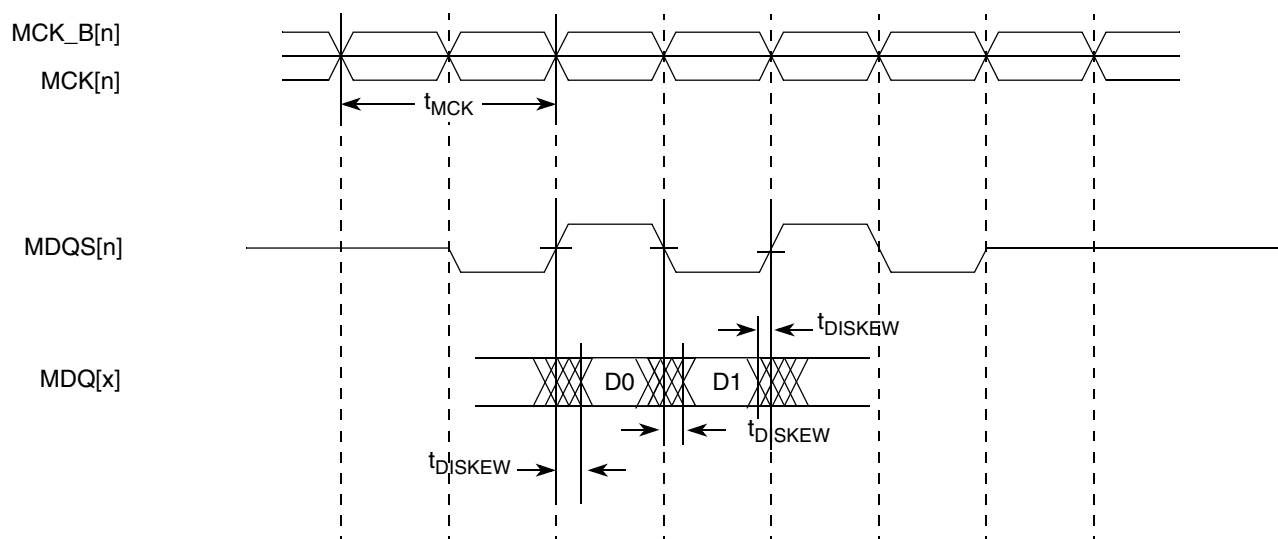 MCK_B[n]
MCK[n]
tMCK
MDQS[n]
tDISKEW
MDQ[x]
D0
D1
tDISKEW
tDISKEW